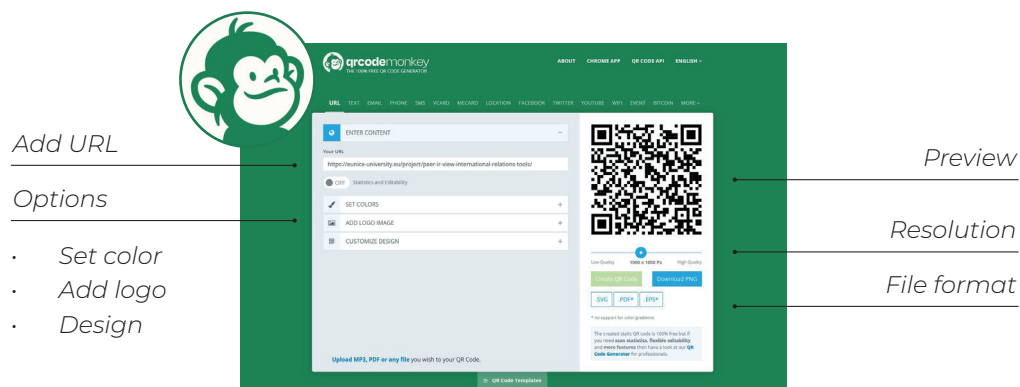 qrcodemonkey
THE 100% FREE QR CODE GENERATOR
ABOUT CHROME APP QR CODE API ENGLISH
URL TEXT EMAIL PHONE SMS VCARD MECARD LOCATION FACEBOOK TWITTER YOUTUBE WIFI EVENT BITCOIN MORE
Add URL
Options
· Set color
· Add logo
· Design
ENTER CONTENT −
Your URL
https://eunice-university.eu/project/peer-ir-view-international-relations-tools/
OFF Statistics and Editability
SET COLORS +
ADD LOGO IMAGE +
CUSTOMIZE DESIGN +
Upload MP3, PDF or any file you wish to your QR Code.
Low Quality 1000 x 1000 Px High Quality
Create QR Code Download PNG
.SVG .PDF* .EPS*
* no support for color gradients
The created static QR code is 100% free but if
you need scan statistics, flexible editability
and more features then have a look at our QR
Code Generator for professionals.
QR Code Templates
Preview
Resolution
File format